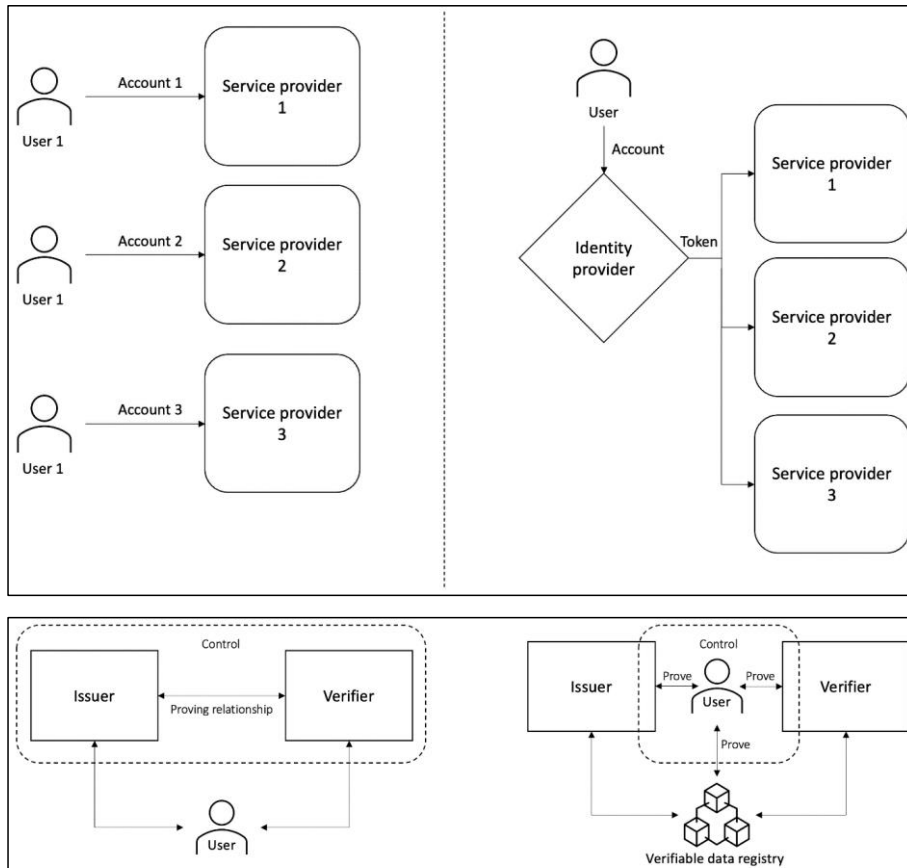 Account 1
Service provider
1
User 1
Account 2
Service provider
2
User 1
Account 3
Service provider
3
User 1
User
Account
Identity
provider
Token
Service provider
1
Service provider
2
Service provider
3
Control
Issuer
Verifier
Proving relationship
User
Control
Issuer
Prove
User
Prove
Verifier
Prove
Verifiable data registry